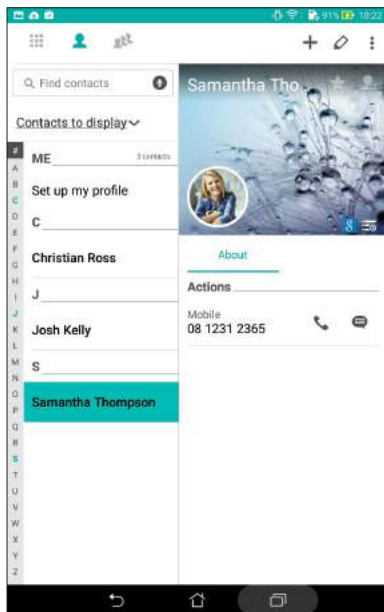 91% 10:22
Find contacts
Contacts to display
#
A
B
C
D
E
F
G
H
I
J
K
L
M
N
O
P
Q
R
S
T
U
V
W
X
Y
Z
ME 3 contacts
Set up my profile
C
Christian Ross
J
Josh Kelly
S
Samantha Thompson
Samantha Tho...
8
About
Actions
Mobile
08 1231 2365